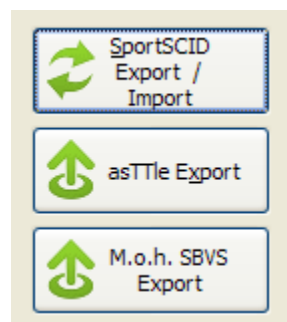 SportSCID
Export /
Import
asTTle Export
M.o.h. SBVS
Export